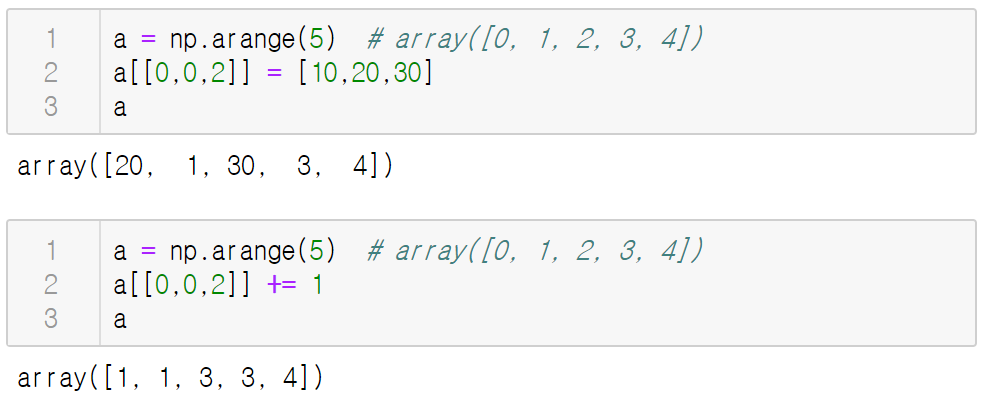 1 a = np.arange(5)  # array([0, 1, 2, 3, 4])
2 a[[0,0,2]] = [10,20,30]
3 a
array([20,  1, 30,  3,  4])
1 a = np.arange(5)  # array([0, 1, 2, 3, 4])
2 a[[0,0,2]] += 1
3 a
array([1, 1, 3, 3, 4])